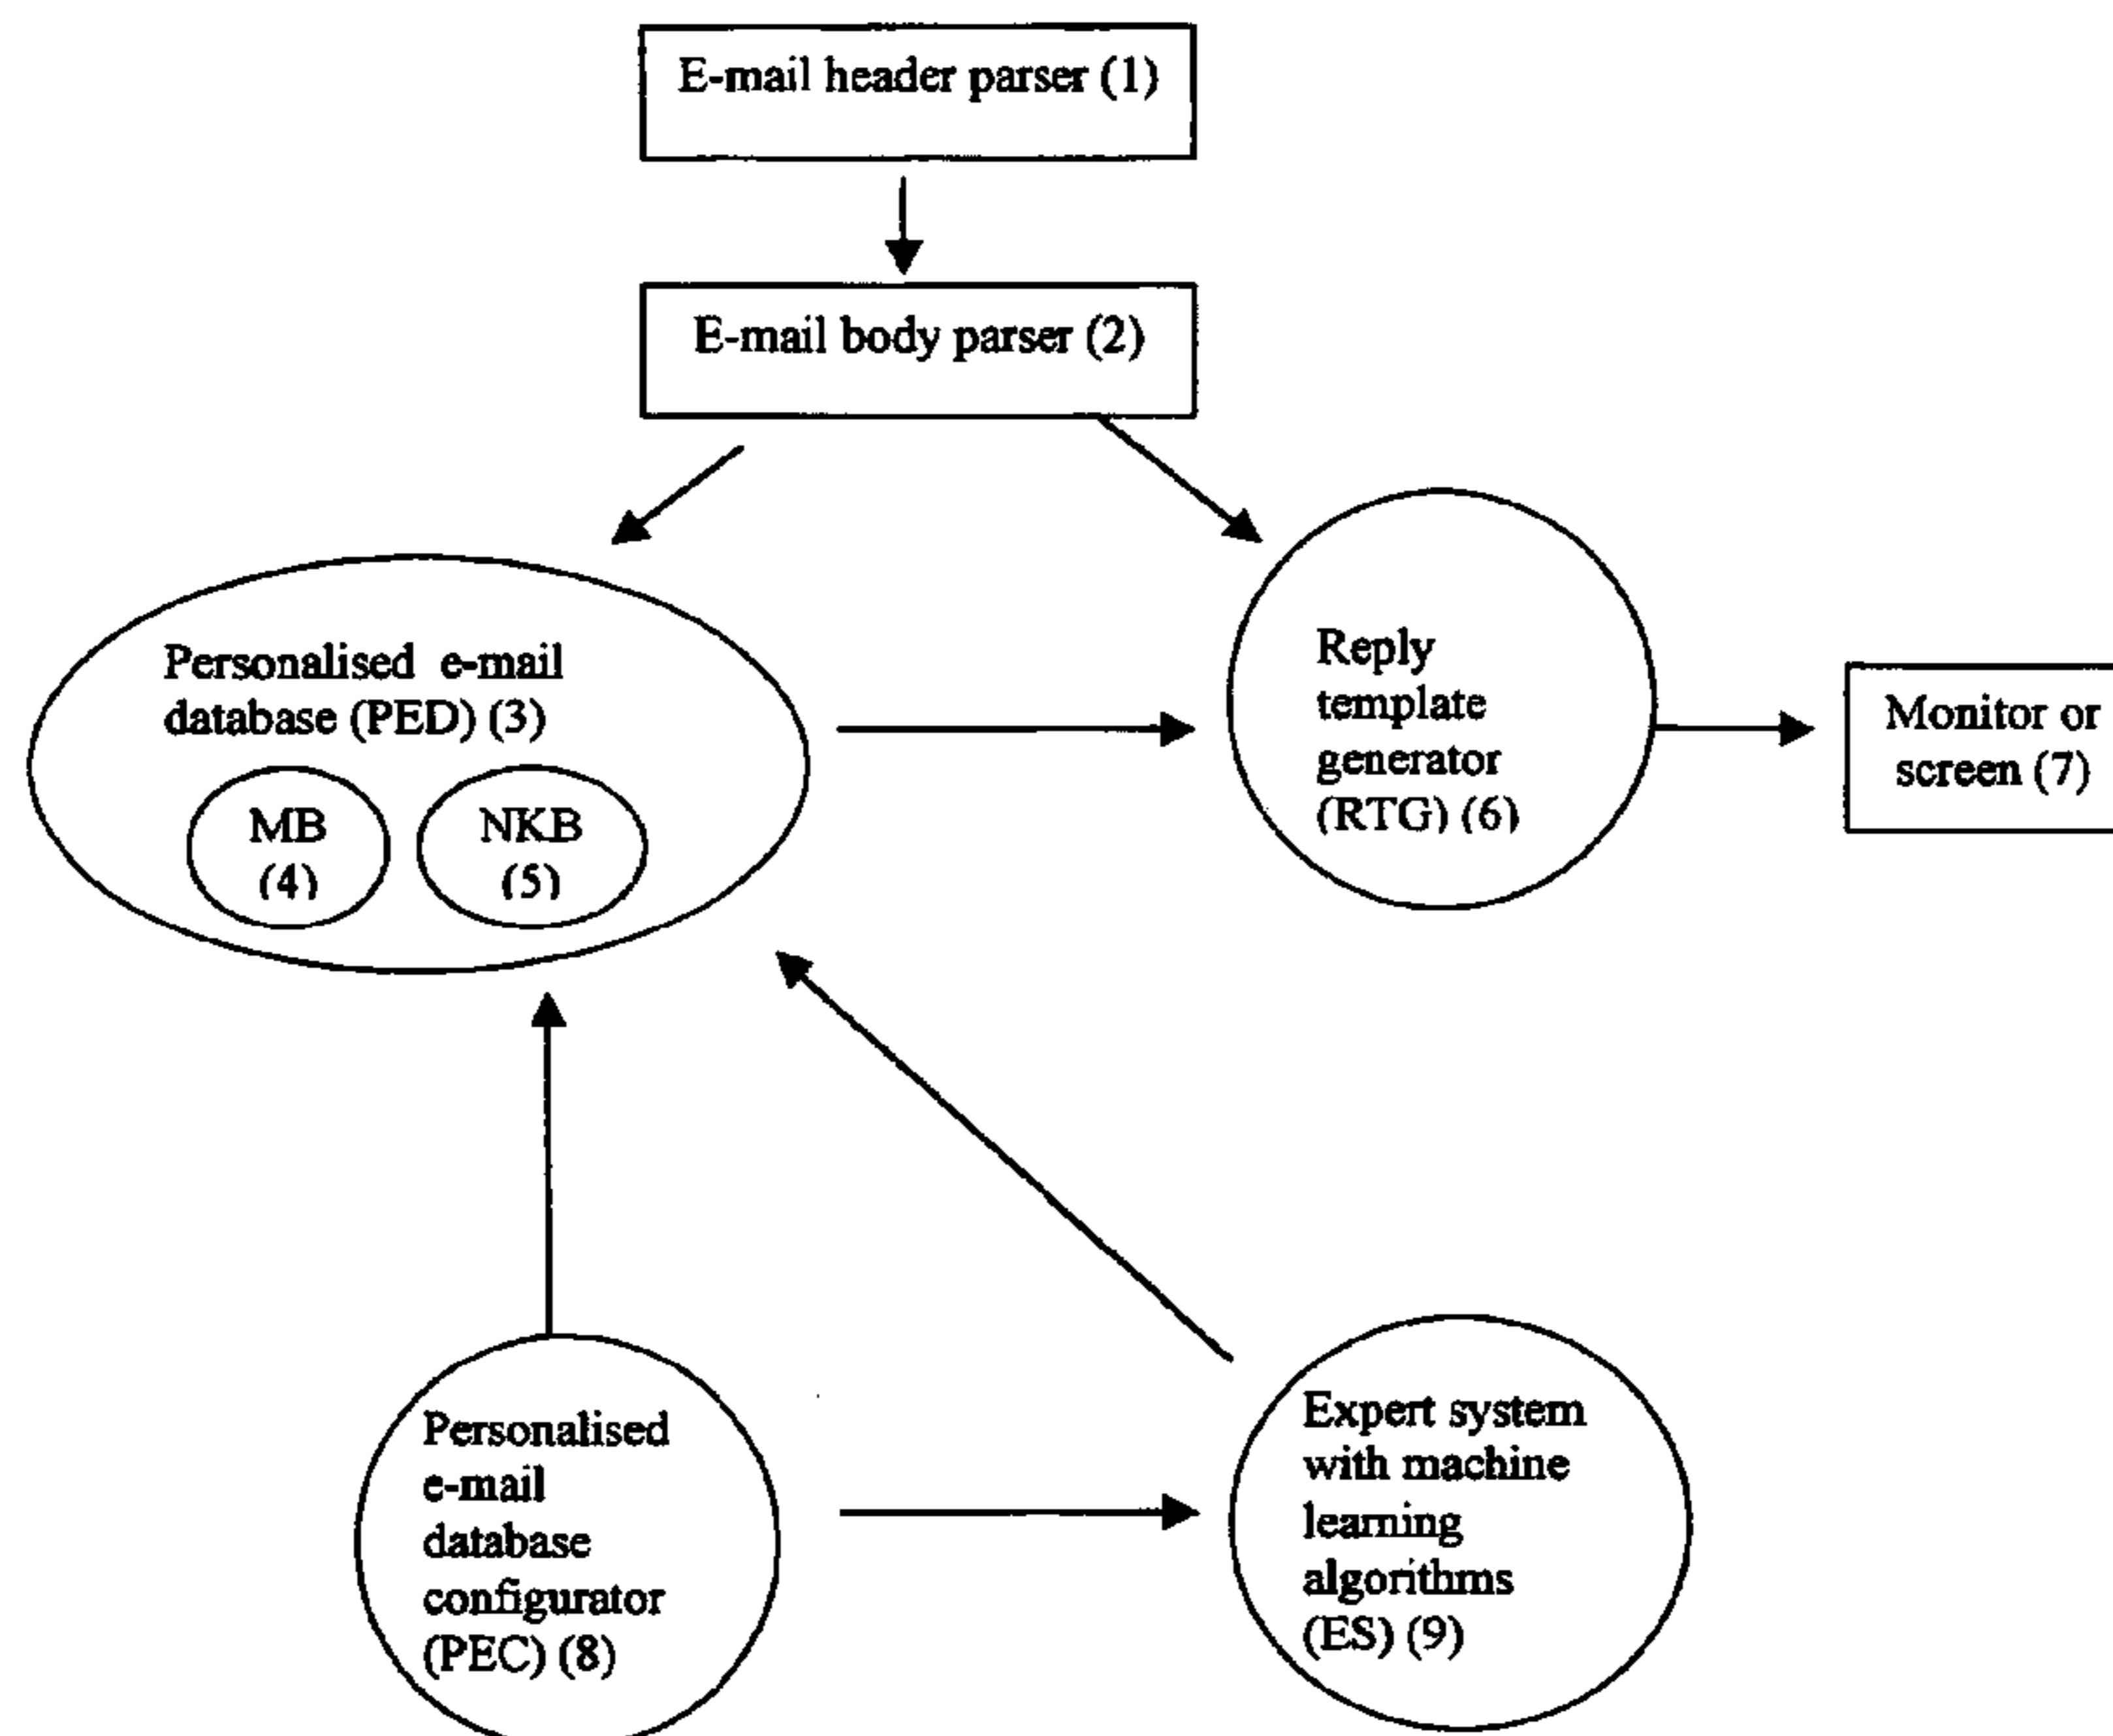 E-mail header parser (1)
E-mail body parser (2)
Personalised e-mail
database (PED) (3)
MB
(4)
NKB
(5)
Reply
template
generator
(RTG) (6)
Monitor or
screen (7)
Personalised
e-mail
database
configurator
(PEC) (8)
Expert system
with machine
learning
algorithms
(ES) (9)